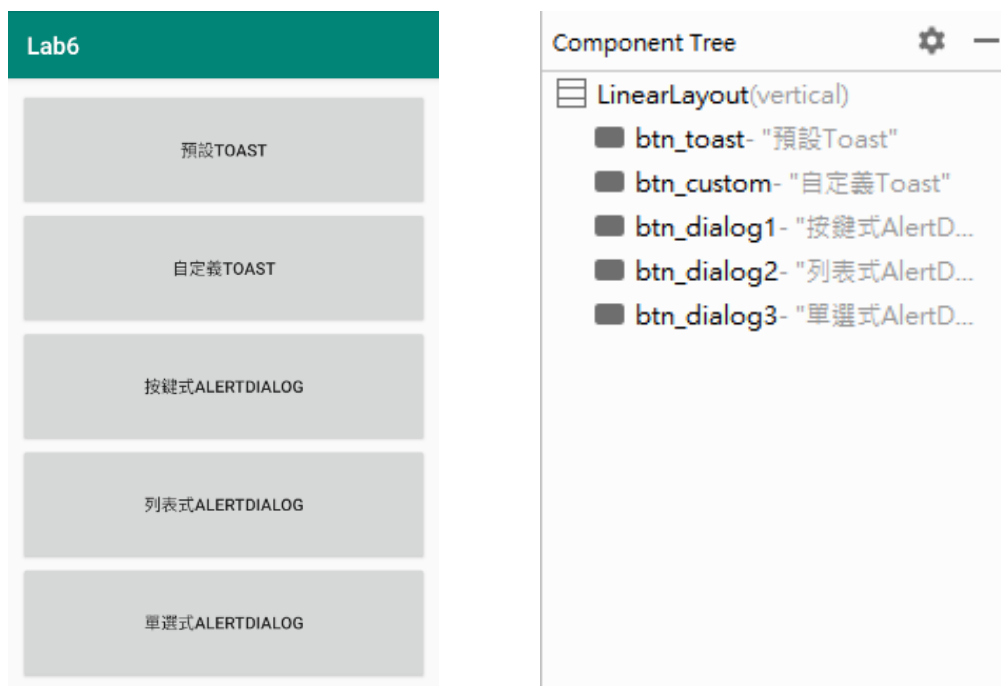 Lab6
預設TOAST
自定義TOAST
按鍵式ALERTDIALOG
列表式ALERTDIALOG
單選式ALERTDIALOG
Component Tree
LinearLayout(vertical)
btn_toast- "預設Toast"
btn_custom- "自定義Toast"
btn_dialog1- "按鍵式AlertD...
btn_dialog2- "列表式AlertD...
btn_dialog3- "單選式AlertD...